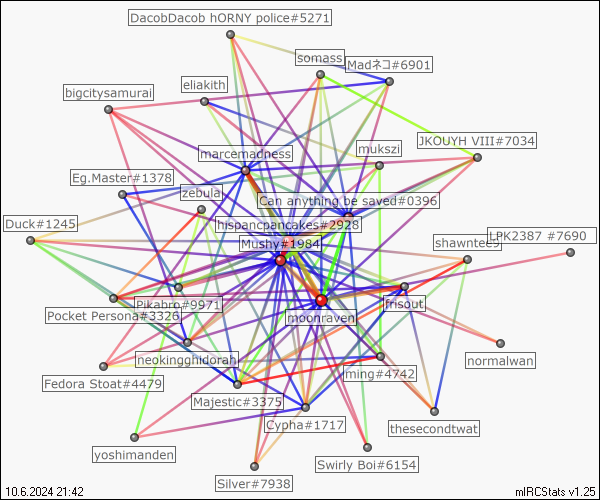 DacobDacob hORNY police#5271
somass
Madネコ#6901
eliakith
bigcitysamurai
JKOUYH VIII#7034
mukszi
marcemadness
Eg.Master#1378
zebula
Can anything be saved#0396
Duck#1245
hispancpancakes#2928
LPK2387 #7690
Mushy#1984
shawntees
Pikabro#9971
frisout
Pocket Persona#3326
moonraven
neokingghidorah
normalwan
Fedora Stoat#4479
ming#4742
Majestic#3375
Cypha#1717
thesecondtwat
yoshimanden
Swirly Boi#6154
Silver#7938
10.6.2024 21:42
mIRCStats v1.25